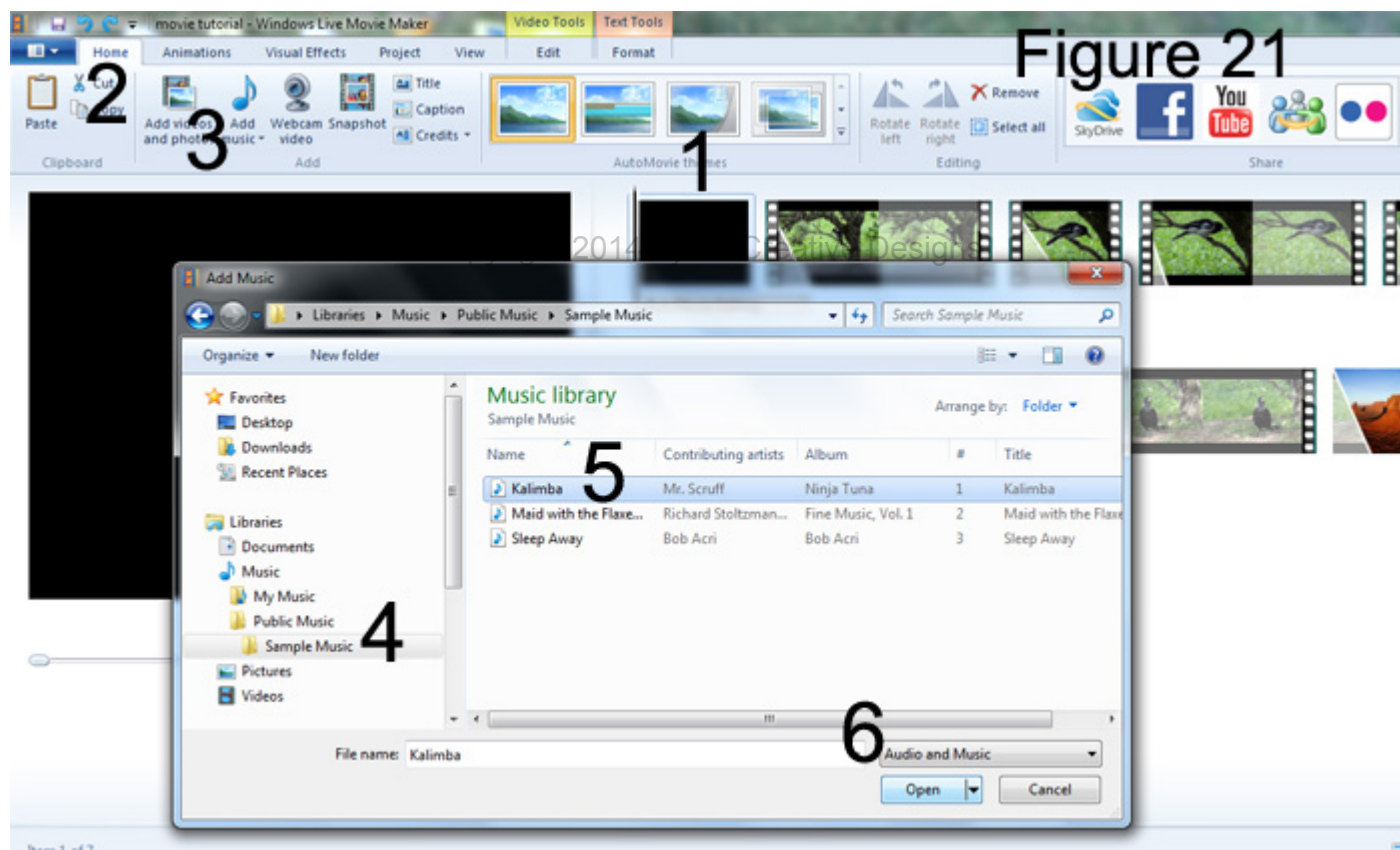 movie tutorial - Windows Live Movie Maker
Video Tools
Text Tools
Home
Animations
Visual Effects
Project
View
Edit
Format
Figure 21
2
Cut
Copy
Paste
Clipboard
Add videos and photos
3
Add music
Webcam video
Snapshot
Title
Caption
Credits
Add
1
AutoMovie themes
Rotate left
Rotate right
Remove
Select all
Editing
SkyDrive
f
You Tube
Share
2014
Creative Designs
Add Music
Libraries
Music
Public Music
Sample Music
Search Sample Music
Organize
New folder
Favorites
Desktop
Downloads
Recent Places
Libraries
Documents
Music
My Music
Public Music
Sample Music
4
Pictures
Videos
Music library
Sample Music
Arrange by: Folder
5
Name Contributing artists Album # Title
Kalimba Mr. Scruff Ninja Tuna 1 Kalimba
Maid with the Flaxe... Richard Stoltzman... Fine Music, Vol. 1 2 Maid with the Flaxe
Sleep Away Bob Acri Bob Acri 3 Sleep Away
6
File name: Kalimba
Audio and Music
Open
Cancel